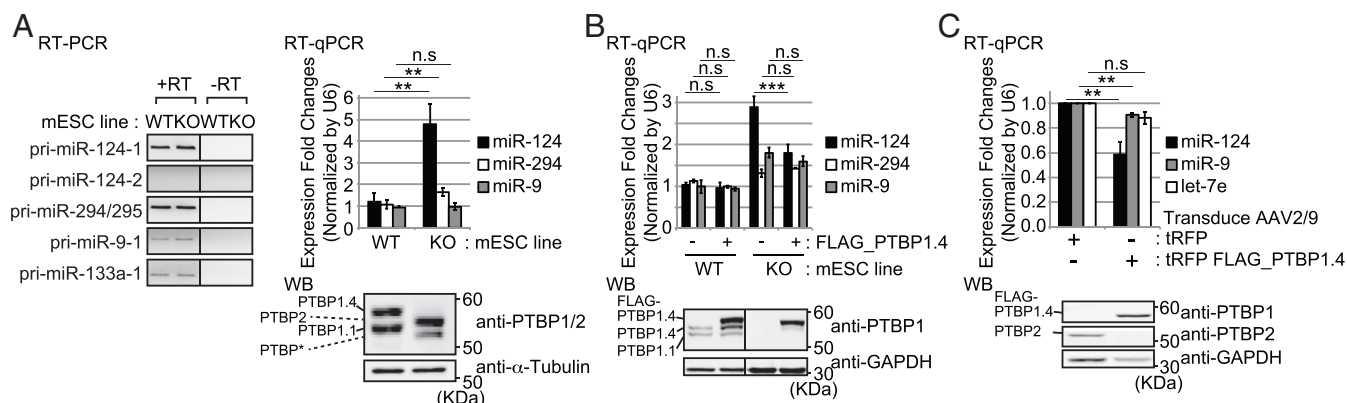 A
RT-PCR
+RT -RT
mESC line : WTKOWTKO
pri-miR-124-1
pri-miR-124-2
pri-miR-294/295
pri-miR-9-1
pri-miR-133a-1
RT-qPCR
n.s
**
**
Expression Fold Changes
(Normalized by U6)
6
5
4
3
2
1
0
miR-124
miR-294
miR-9
WT KO : mESC line
WB
PTBP1.4
PTBP2
PTBP1.1
PTBP*
60
anti-PTBP1/2
50
anti-α-Tubulin
50
(KDa)
B
RT-qPCR
n.s
n.s
n.s
n.s
n.s
***
Expression Fold Changes
(Normalized by U6)
3
2
1
0
miR-124
miR-294
miR-9
- + - + : FLAG_PTBP1.4
WT KO : mESC line
WB
FLAG-
PTBP1.4
PTBP1.4
PTBP1.1
60
anti-PTBP1
50
anti-GAPDH
30
(KDa)
C
RT-qPCR
n.s
**
**
Expression Fold Changes
(Normalized by U6)
1.0
0.8
0.6
0.4
0.2
0.0
miR-124
miR-9
let-7e
Transduce AAV2/9
+ - : tRFP
- + : tRFP FLAG_PTBP1.4
WB
FLAG-
PTBP1.4
PTBP2
60
anti-PTBP1
anti-PTBP2
50
anti-GAPDH
30
(KDa)